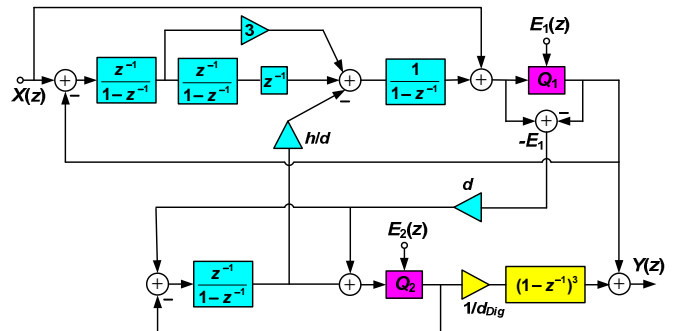 3
E₁(z)
X(z)
z⁻¹
1 − z⁻¹
z⁻¹
1 − z⁻¹
z⁻¹
1
1 − z⁻¹
Q₁
-E₁
h/d
d
E₂(z)
z⁻¹
1 − z⁻¹
Q₂
1/d_Dig
(1 − z⁻¹)³
Y(z)